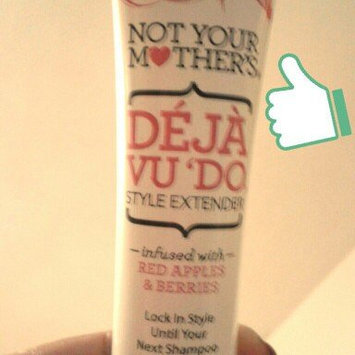 NOT YOUR
M♥THER'S
DÉJÀ
VU 'DO
STYLE EXTENDER
infused with
RED APPLES
& BERRIES
Lock In Style
Until Your
Next Shampoo